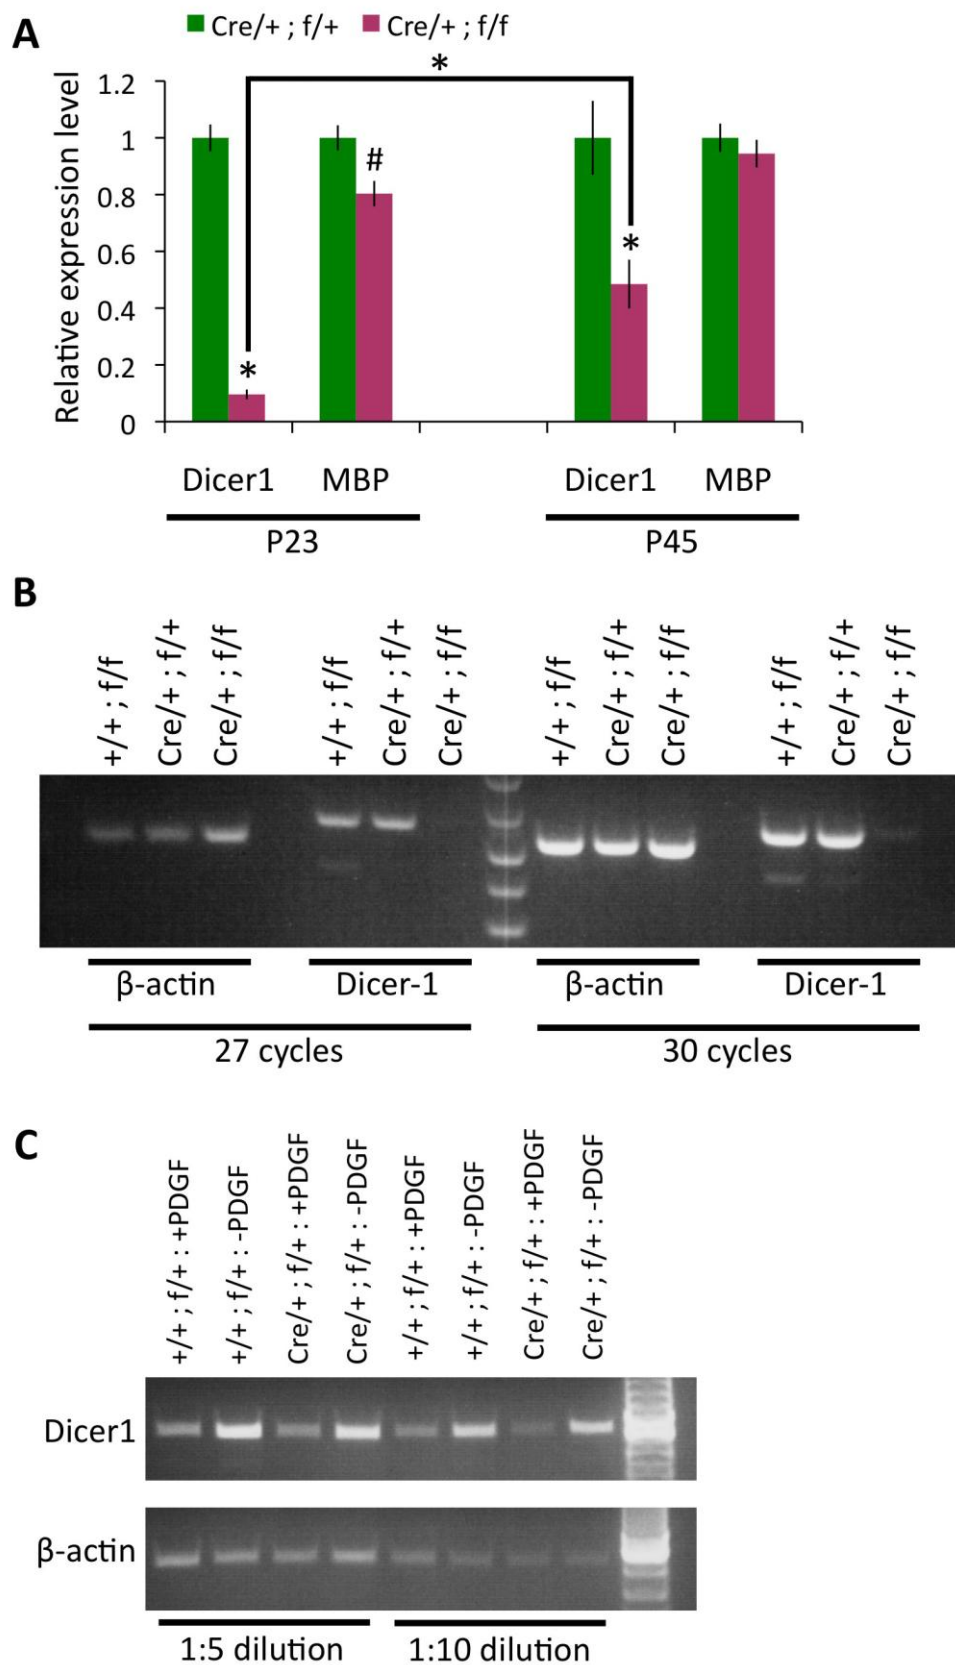 A
Cre/+ ; f/+ Cre/+ ; f/f
*
Relative expression level
1.2
1
0.8
0.6
0.4
0.2
0
*
#
*
Dicer1 MBP Dicer1 MBP
P23 P45
B
+/+ ; f/f Cre/+ ; f/+ Cre/+ ; f/f +/+ ; f/f Cre/+ ; f/+ Cre/+ ; f/f +/+ ; f/f Cre/+ ; f/+ Cre/+ ; f/f +/+ ; f/f Cre/+ ; f/+ Cre/+ ; f/f
β-actin Dicer-1 β-actin Dicer-1
27 cycles 30 cycles
C
+/+ ; f/+ : +PDGF +/+ ; f/+ : -PDGF Cre/+ ; f/+ : +PDGF Cre/+ ; f/+ : -PDGF +/+ ; f/+ : +PDGF +/+ ; f/+ : -PDGF Cre/+ ; f/+ : +PDGF Cre/+ ; f/+ : -PDGF
Dicer1
β-actin
1:5 dilution 1:10 dilution